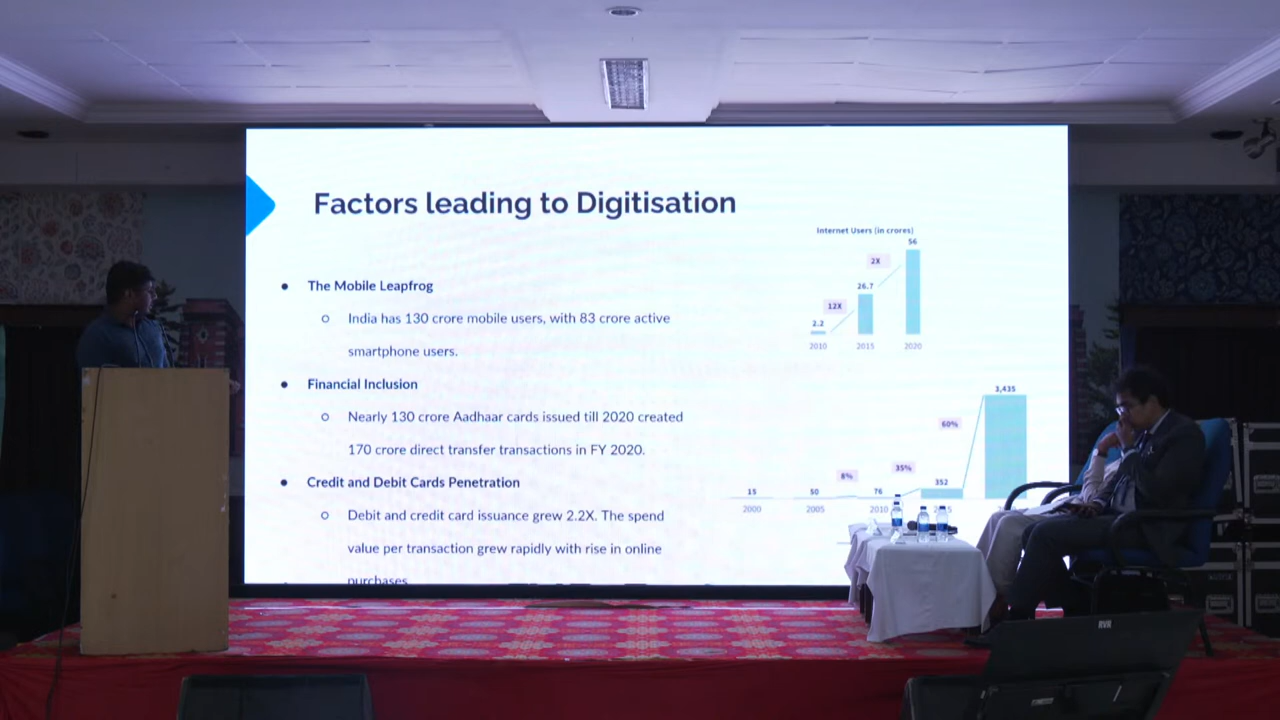 Factors leading to Digitisation
● The Mobile Leapfrog
○ India has 130 crore mobile users, with 83 crore active
smartphone users.
● Financial Inclusion
○ Nearly 130 crore Aadhaar cards issued till 2020 created
170 crore direct transfer transactions in FY 2020.
● Credit and Debit Cards Penetration
○ Debit and credit card issuance grew 2.2X. The spend
value per transaction grew rapidly with rise in online
purchases
Internet Users (in crores)
56
2X
26.7
12X
2.2
2010 2015 2020
3,435
60%
35%
8%
15 50 76 352
2000 2005 2010
RVR